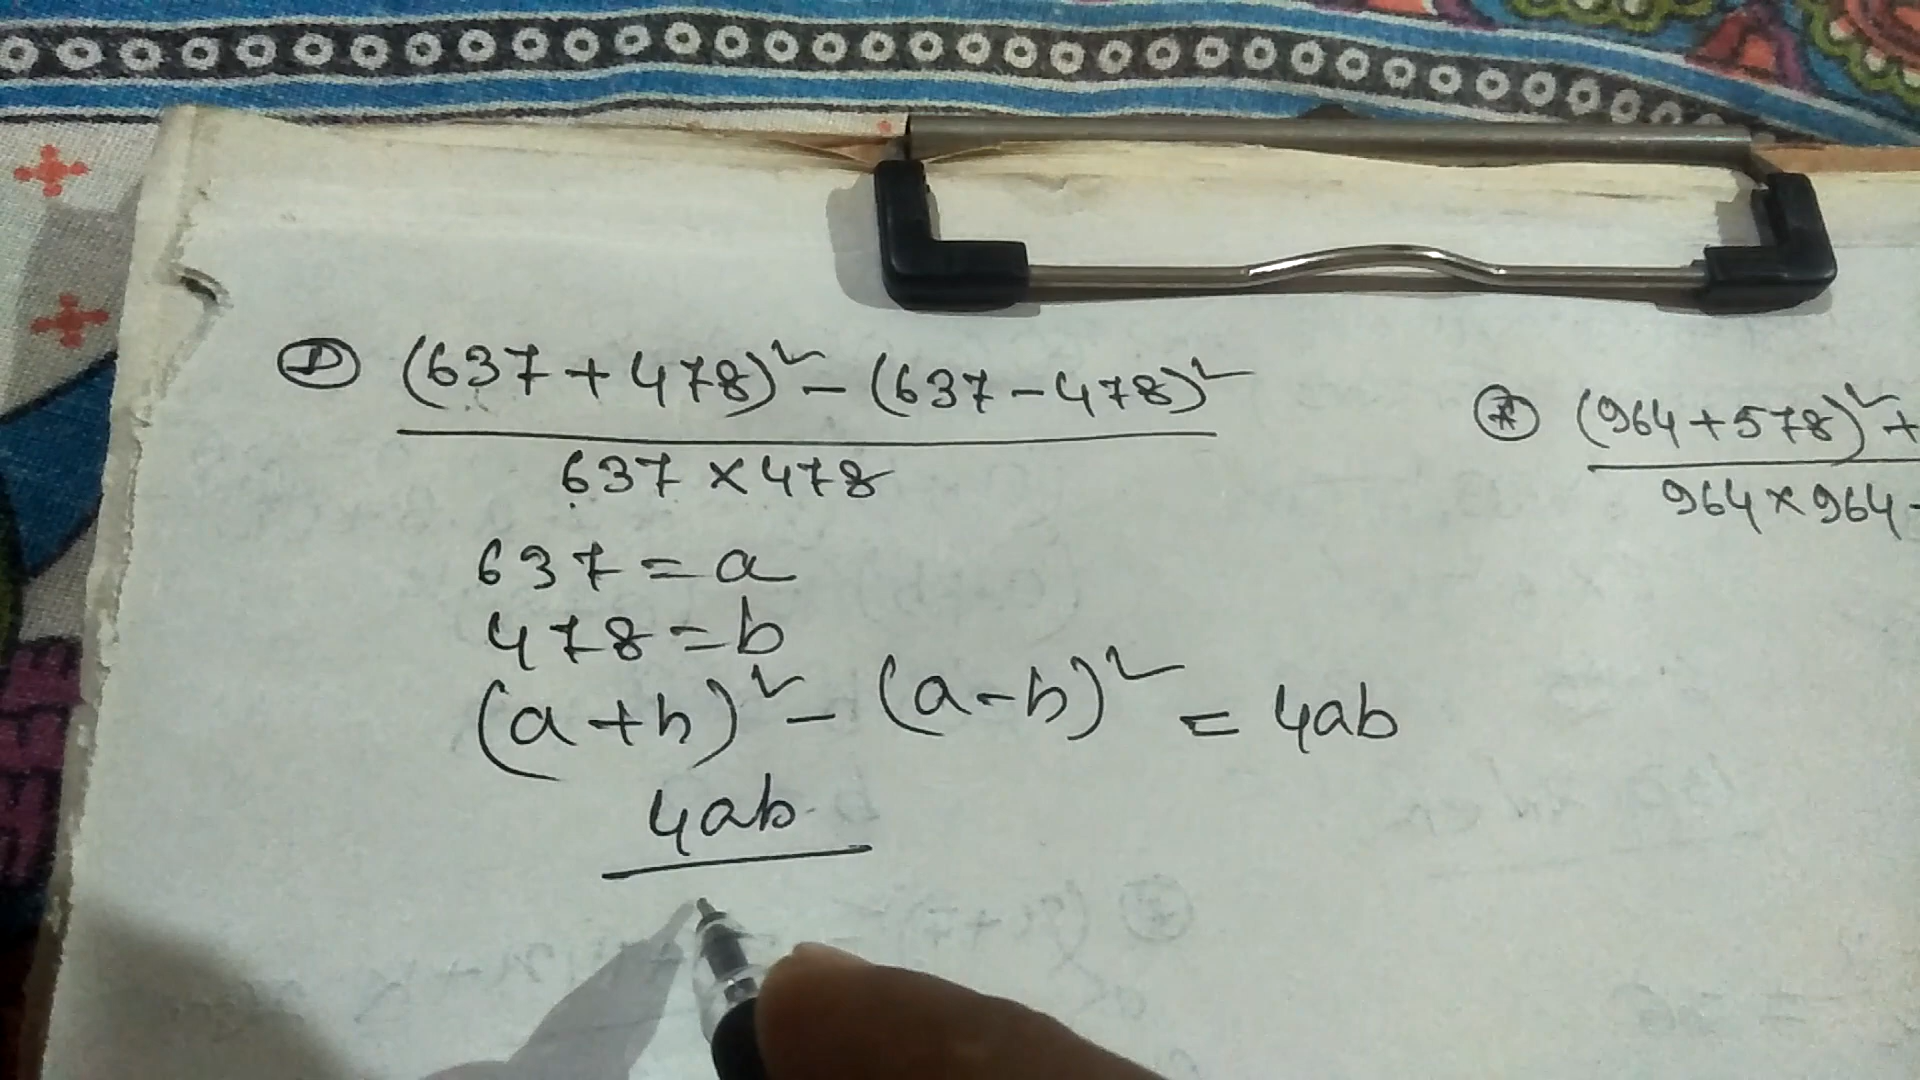 ① (637+478)² - (637-478)²
637 × 478
637 = a
478 = b
(a+b)² - (a-b)² = 4ab
4ab
(964+578)² +
964×964-